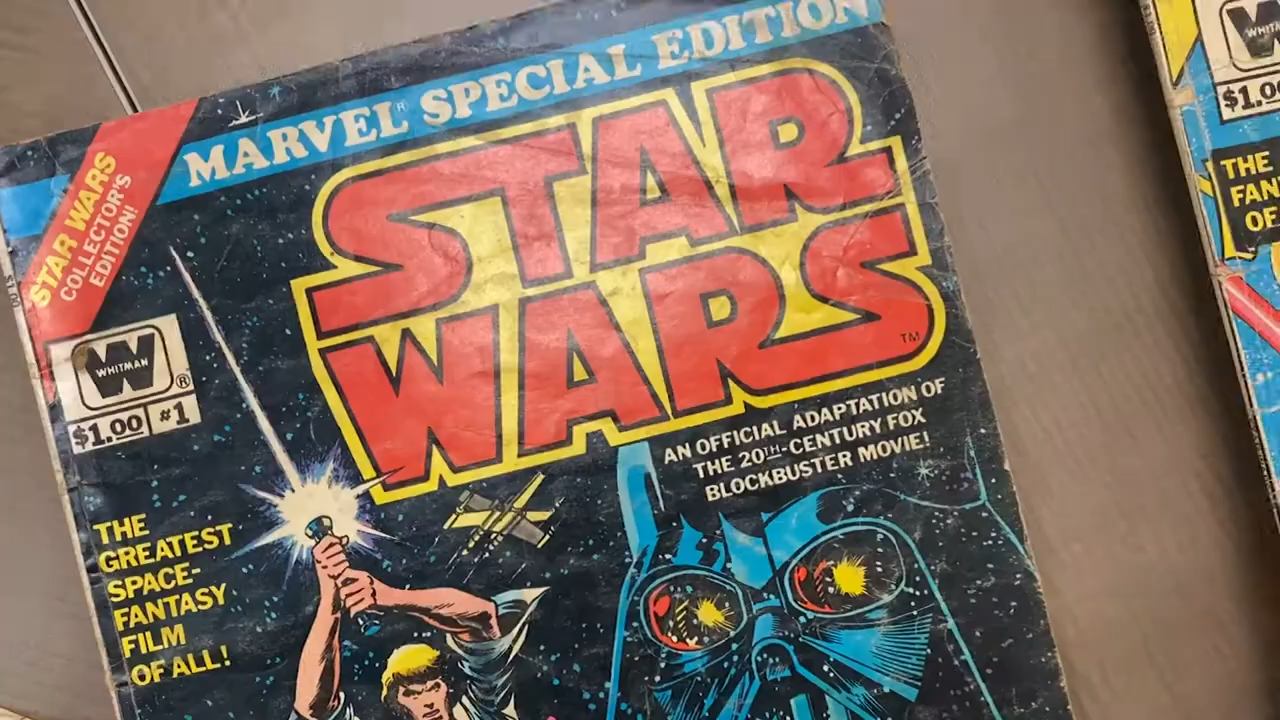 MARVEL® SPECIAL EDITION
STAR WARS
COLLECTOR'S
EDITION!
STAR
WARS
TM
WHITMAN
®
$1.00 #1
AN OFFICIAL ADAPTATION OF
THE 20TH-CENTURY FOX
BLOCKBUSTER MOVIE!
THE
GREATEST
SPACE-
FANTASY
FILM
OF ALL!
$1.00
THE
OF